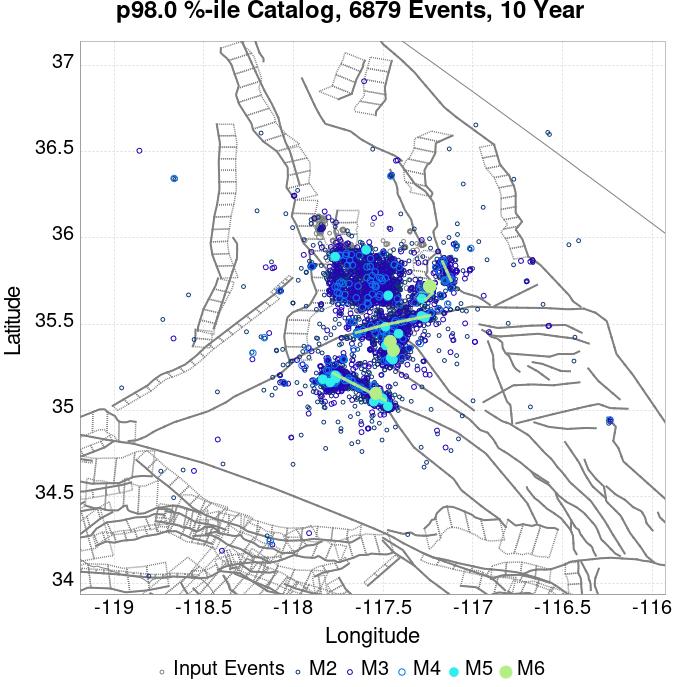 p98.0 %-ile Catalog, 6879 Events, 10 Year
37
36.5
36
35.5
35
34.5
34
Latitude
-119 -118.5 -118 -117.5 -117 -116.5 -116
Longitude
Input Events M2 M3 M4 M5 M6